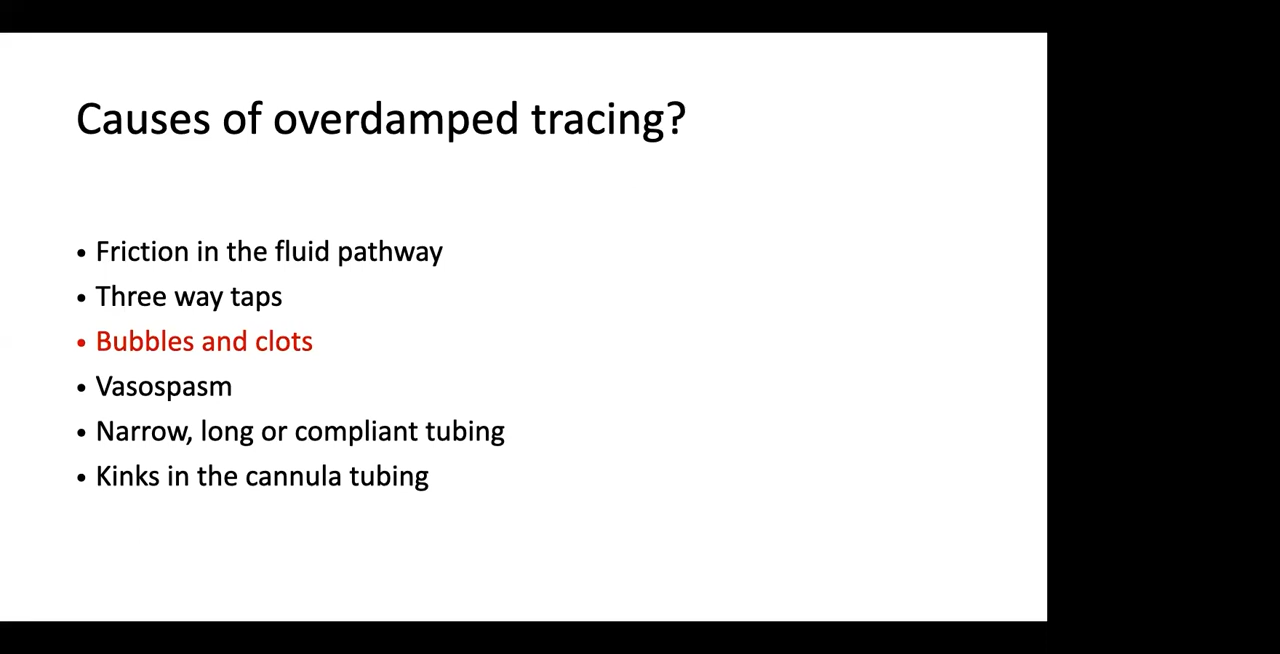 Causes of overdamped tracing?
• Friction in the fluid pathway
• Three way taps
• Bubbles and clots
• Vasospasm
• Narrow, long or compliant tubing
• Kinks in the cannula tubing